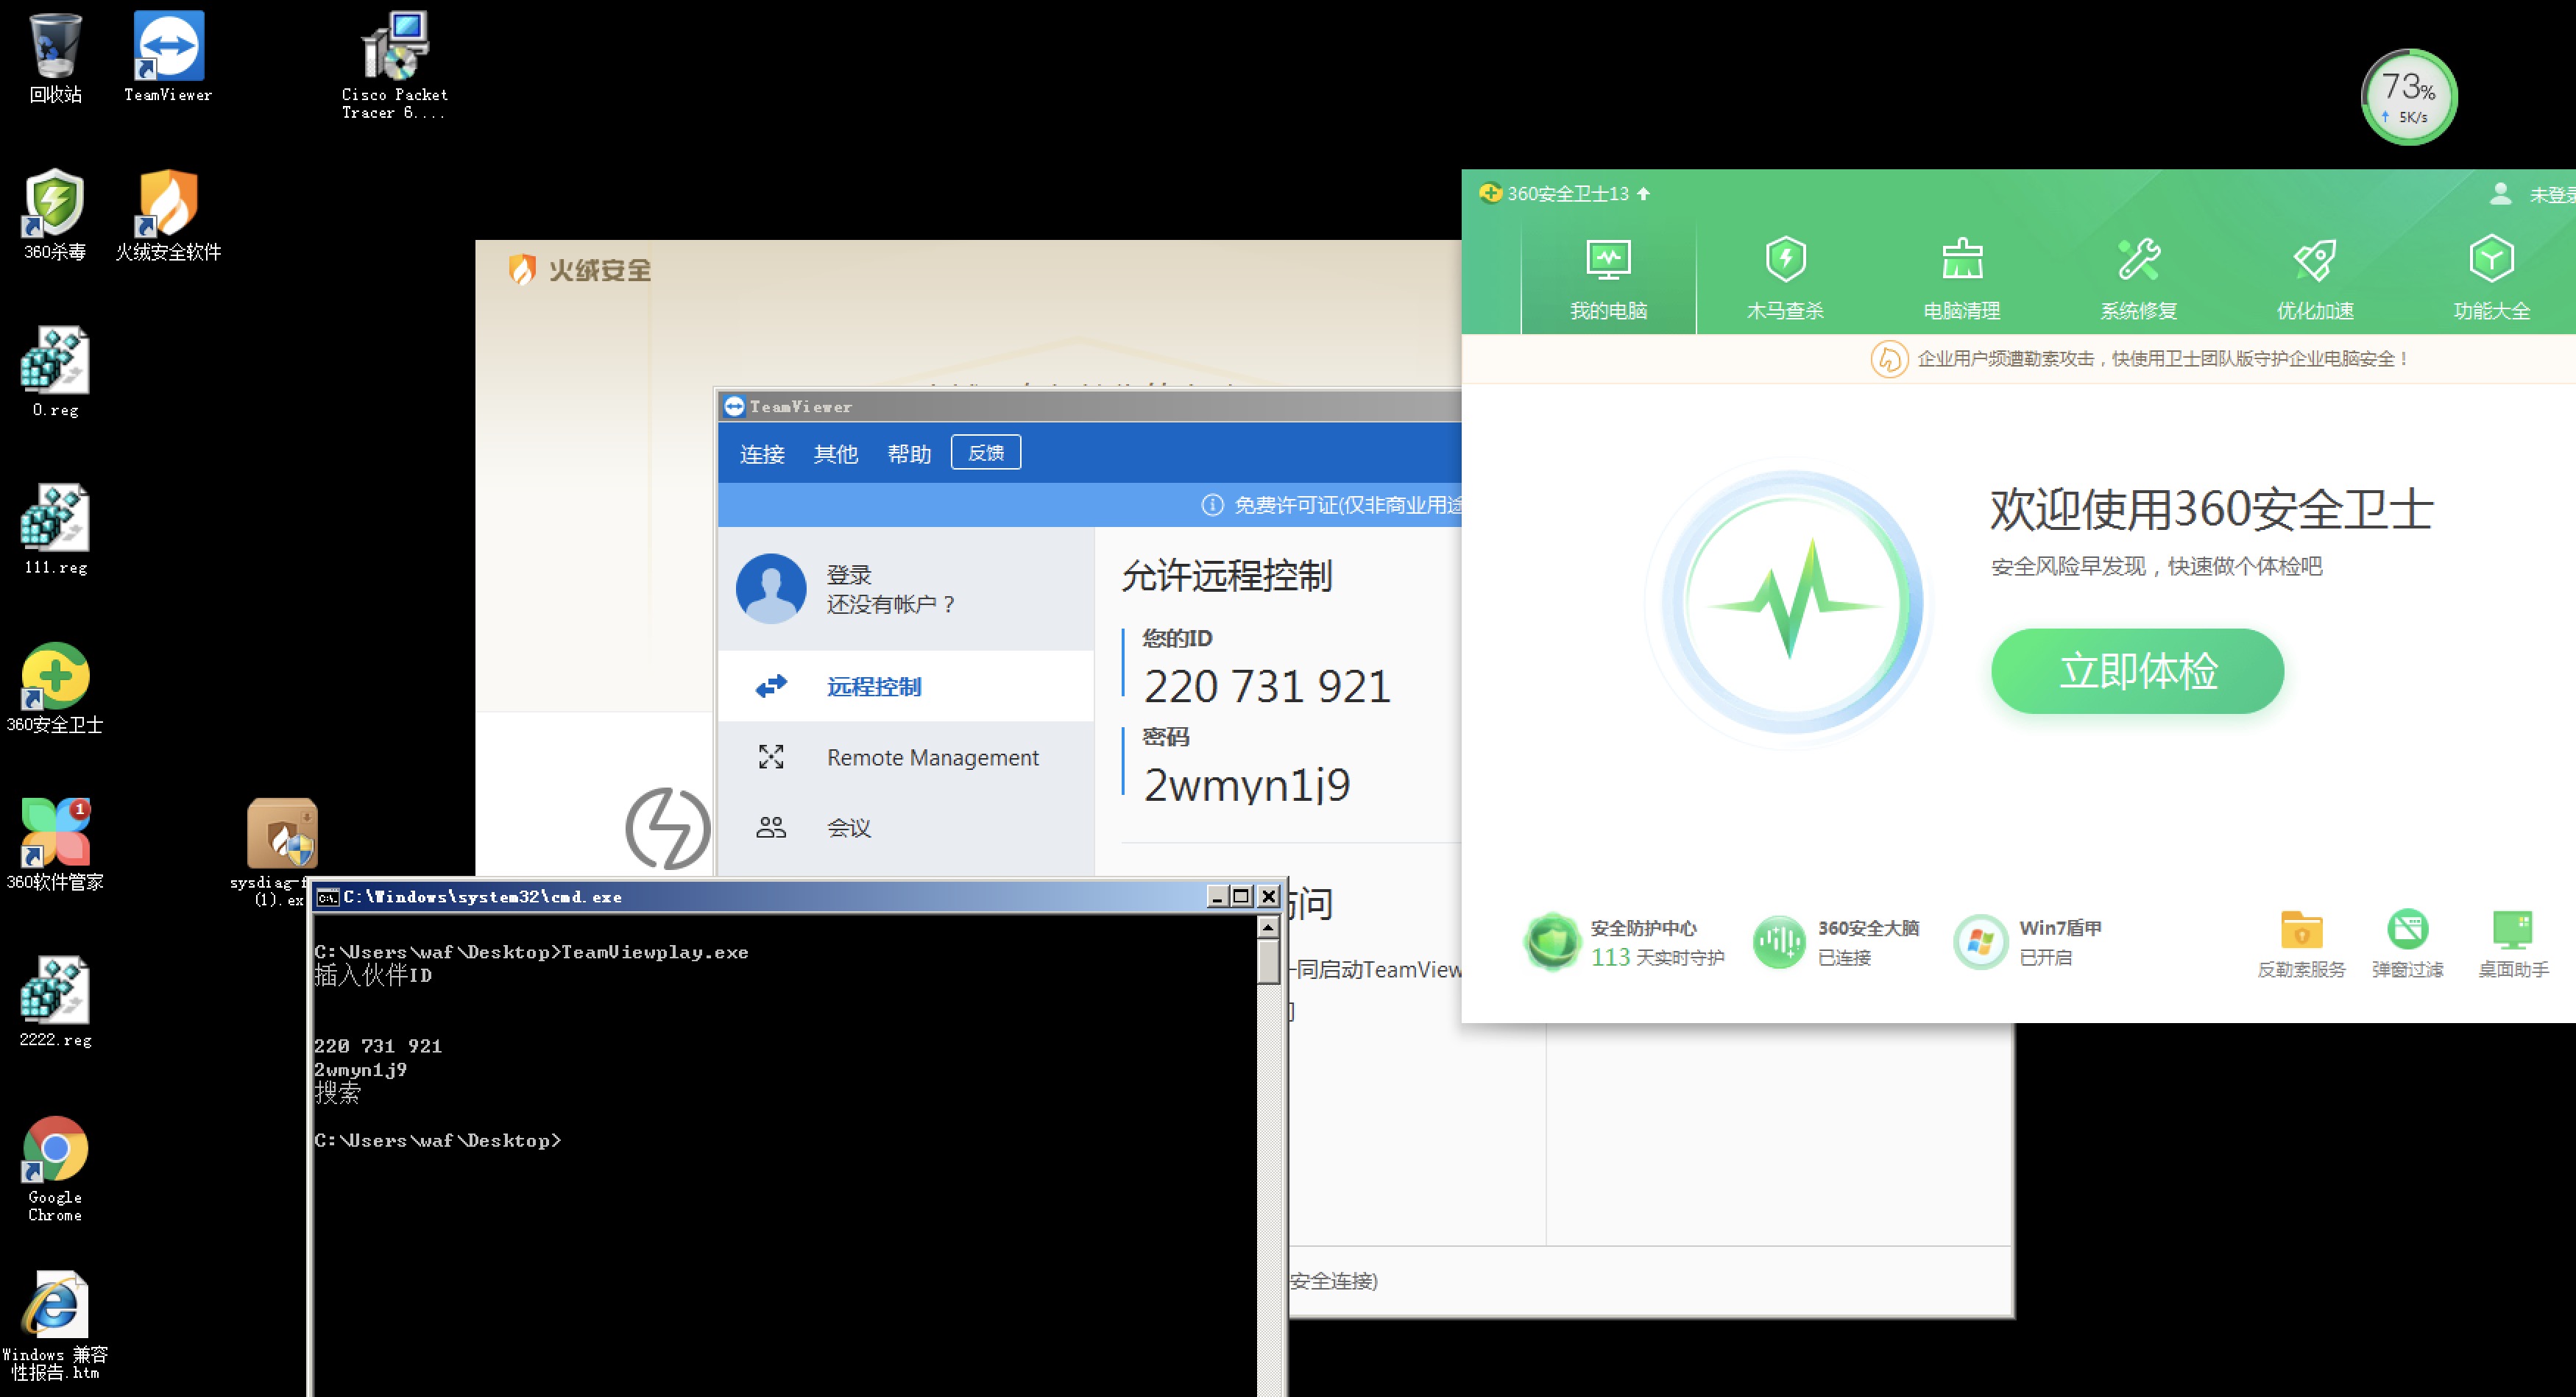 回收站
TeamViewer
Cisco Packet
Tracer 6....
73%
5K/s
360杀毒
火绒安全软件
0.reg
111.reg
360安全卫士
1
360软件管家
sysdiag-f
(1).ex
2222.reg
Google
Chrome
Windows 兼容
性报告.htm
火绒安全
TeamViewer
连接 其他 帮助 反馈
免费许可证(仅非商业用途
登录
还没有帐户？
远程控制
Remote Management
会议
允许远程控制
您的ID
220 731 921
密码
2wmyn1j9
访问
一同启动TeamView
安全连接)
C:\Windows\system32\cmd.exe
C:\Users\waf\Desktop>TeamViewplay.exe
插入伙伴ID
220 731 921
2wmyn1j9
搜索
C:\Users\waf\Desktop>
360安全卫士13
未登录
我的电脑 木马查杀 电脑清理 系统修复 优化加速 功能大全
企业用户频遭勒索攻击，快使用卫士团队版守护企业电脑安全！
欢迎使用360安全卫士
安全风险早发现，快速做个体检吧
立即体检
安全防护中心
113 天实时守护
360安全大脑
已连接
Win7盾甲
已开启
反勒索服务 弹窗过滤 桌面助手